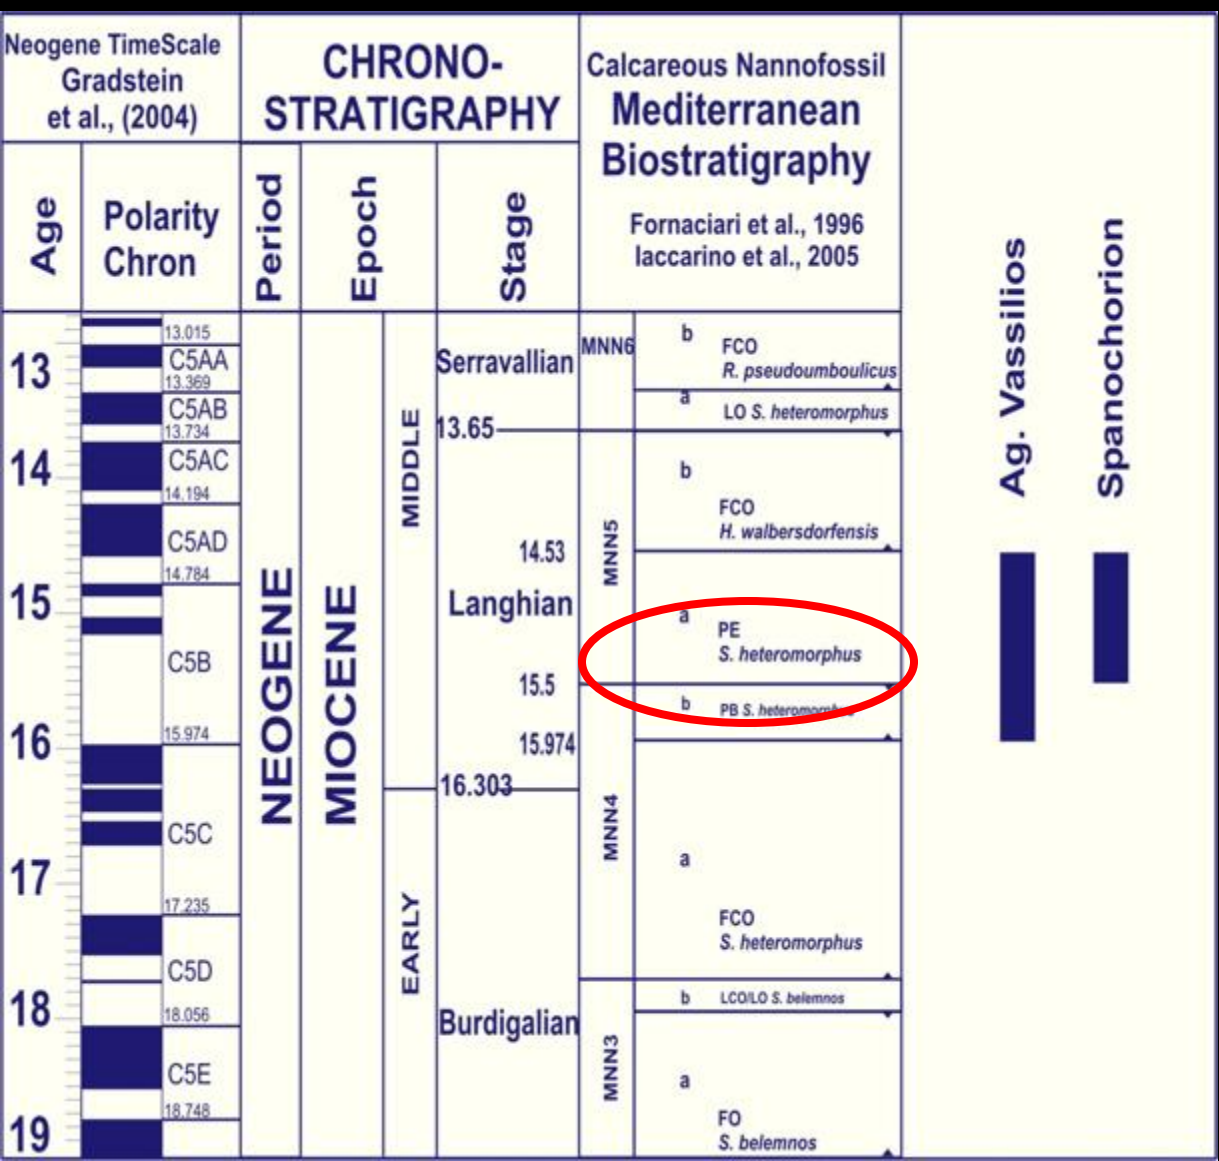 Neogene TimeScale
Gradstein
et al., (2004)
CHRONO-
STRATIGRAPHY
Calcareous Nannofossil
Mediterranean
Biostratigraphy
Fornaciari et al., 1996
Iaccarino et al., 2005
Age
Polarity
Chron
Period
Epoch
Stage
Ag. Vassilios
Spanochorion
13
14
15
16
17
18
19
13.015
C5AA
13.369
C5AB
13.734
C5AC
14.194
C5AD
14.784
C5B
15.974
C5C
17.235
C5D
18.056
C5E
18.748
NEOGENE
MIOCENE
MIDDLE
EARLY
Serravallian
13.65
14.53
Langhian
15.5
15.974
16.303
Burdigalian
MNN6
MNN5
MNN4
MNN3
b
FCO
R. pseudoumboulicus
a
LO S. heteromorphus
b
FCO
H. walbersdorfensis
a
PE
S. heteromorphus
b
PB S. heteromorphus
a
FCO
S. heteromorphus
b
LCO/LO S. belemnos
a
FO
S. belemnos